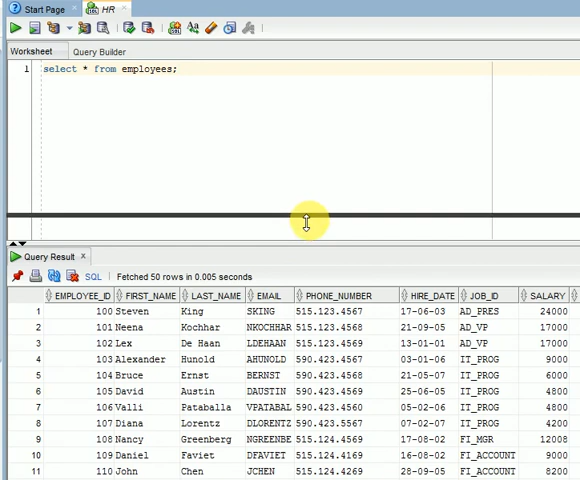 Start Page HR
Worksheet Query Builder
1 select * from employees;
Query Result
SQL Fetched 50 rows in 0.005 seconds
EMPLOYEE_ID FIRST_NAME LAST_NAME EMAIL PHONE_NUMBER HIRE_DATE JOB_ID SALARY
1 100 Steven King SKING 515.123.4567 17-06-03 AD_PRES 24000
2 101 Neena Kochhar NKOCHHAR 515.123.4568 21-09-05 AD_VP 17000
3 102 Lex De Haan LDEHAAN 515.123.4569 13-01-01 AD_VP 17000
4 103 Alexander Hunold AHUNOLD 590.423.4567 03-01-06 IT_PROG 9000
5 104 Bruce Ernst BERNST 590.423.4568 21-05-07 IT_PROG 6000
6 105 David Austin DAUSTIN 590.423.4569 25-06-05 IT_PROG 4800
7 106 Valli Pataballa VPATABAL 590.423.4560 05-02-06 IT_PROG 4800
8 107 Diana Lorentz DLORENTZ 590.423.5567 07-02-07 IT_PROG 4200
9 108 Nancy Greenberg NGREENBE 515.124.4569 17-08-02 FI_MGR 12008
10 109 Daniel Faviet DFAVIET 515.124.4169 16-08-02 FI_ACCOUNT 9000
11 110 John Chen JCHEN 515.124.4269 28-09-05 FI_ACCOUNT 8200